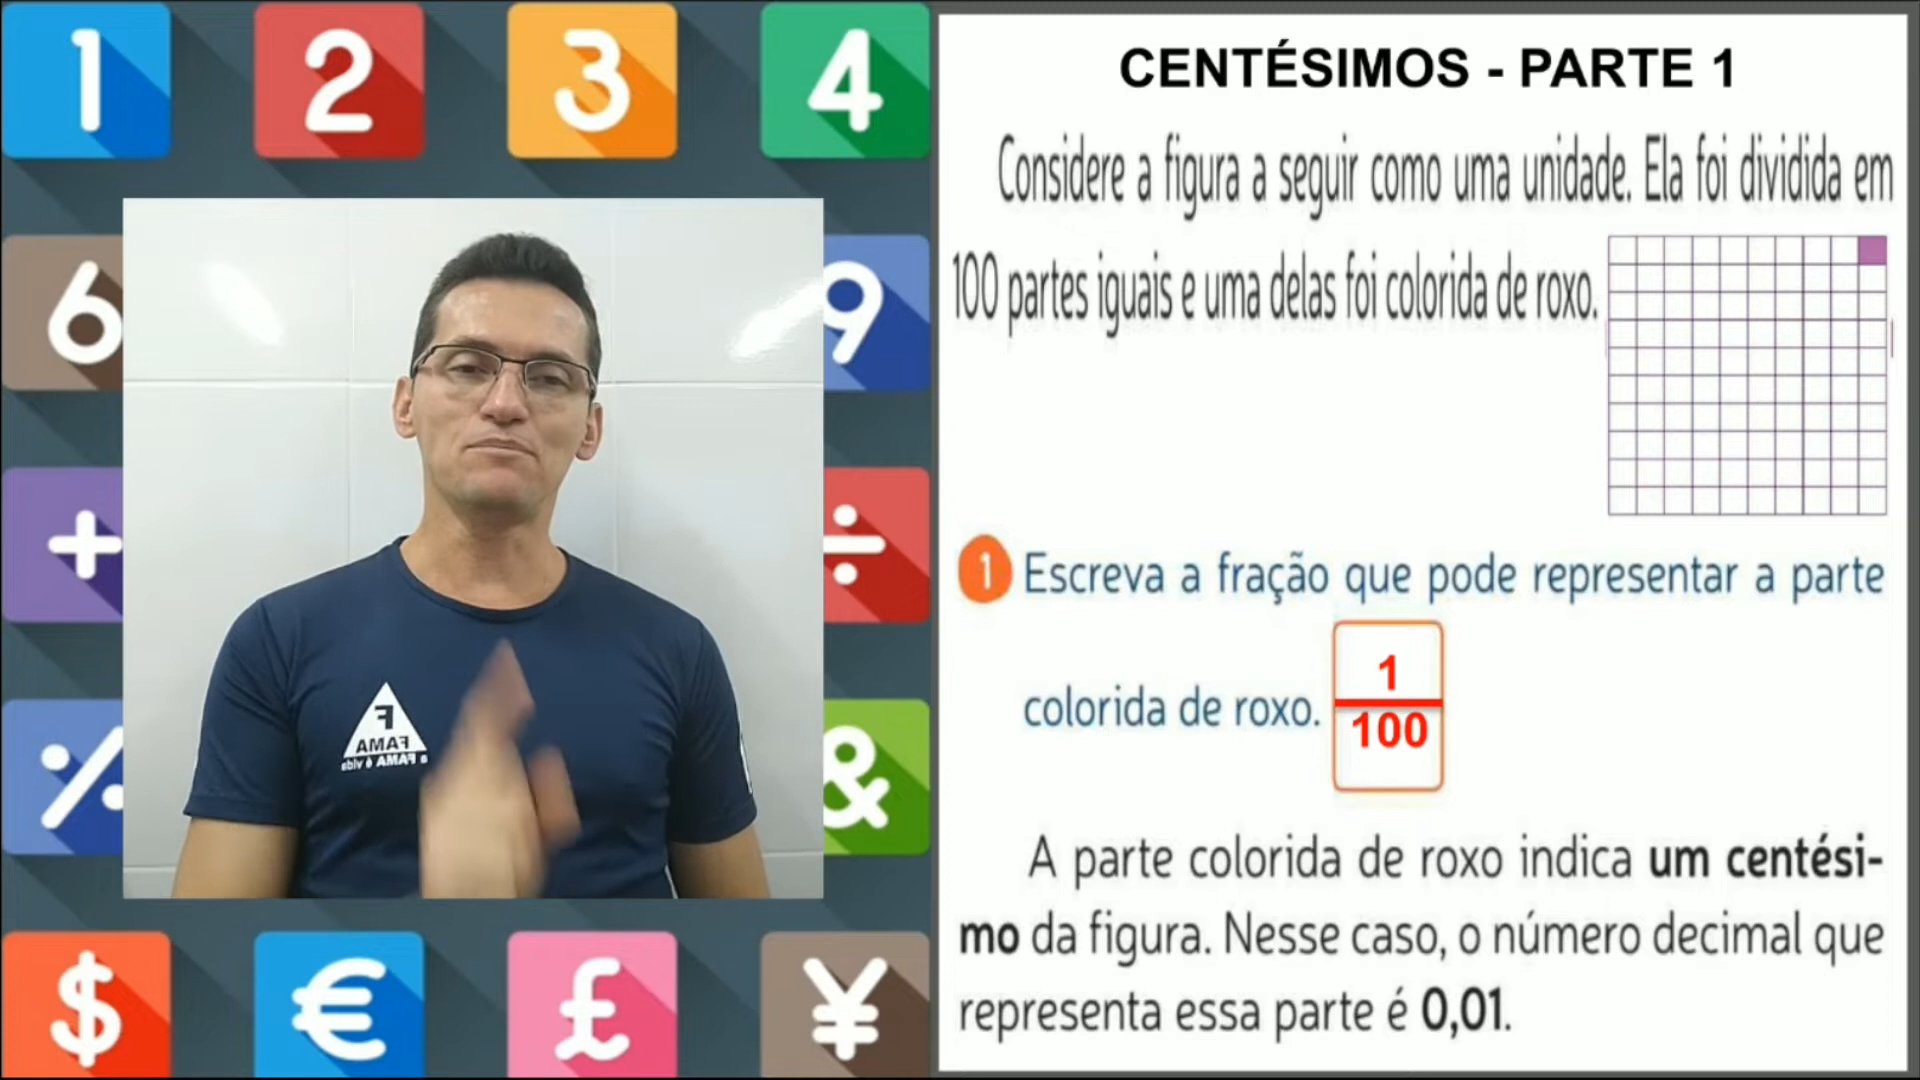 1 2 3 4
6 9
+ ÷
٪ &
$ € £ ¥
F
FAMA
a FAMA é vida
CENTÉSIMOS - PARTE 1
Considere a figura a seguir como uma unidade. Ela foi dividida em
100 partes iguais e uma delas foi colorida de roxo.
1 Escreva a fração que pode representar a parte
colorida de roxo.
1
100
A parte colorida de roxo indica um centési-
mo da figura. Nesse caso, o número decimal que
representa essa parte é 0,01.